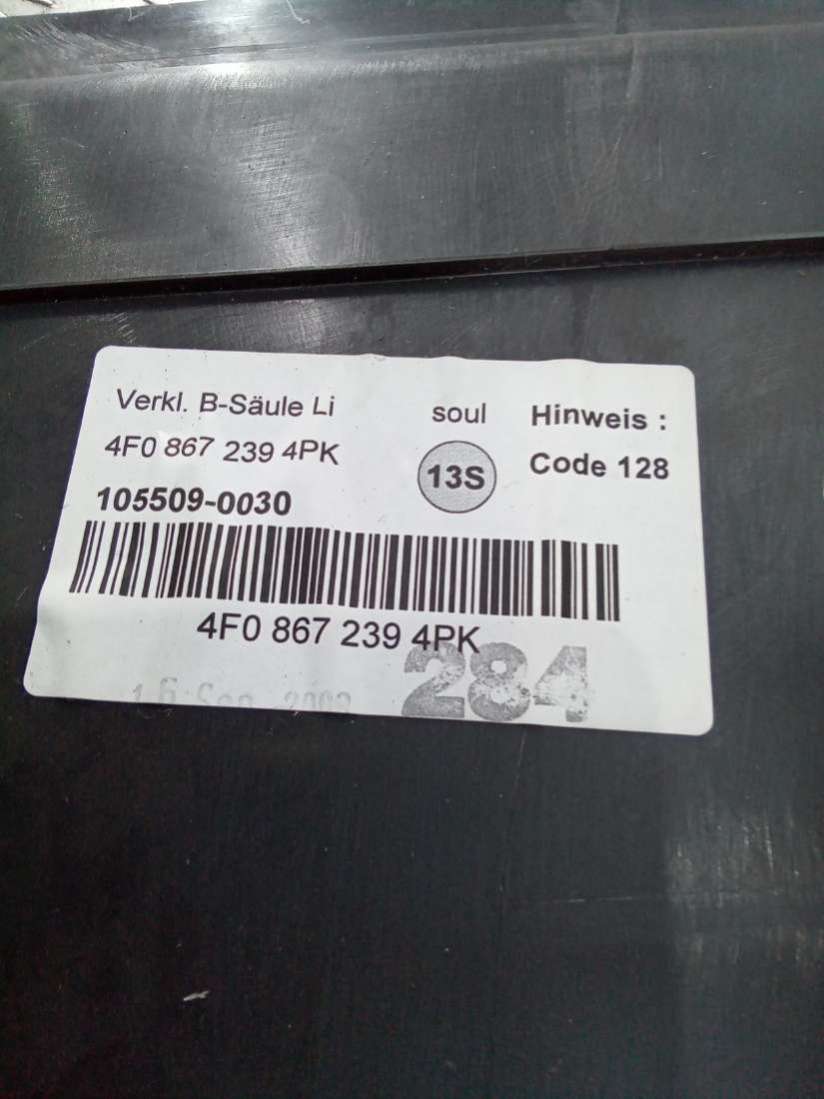 Verkl. B-Säule Li
soul
Hinweis :
4F0 867 239 4PK
13S
Code 128
105509-0030
4F0 867 239 4PK
284